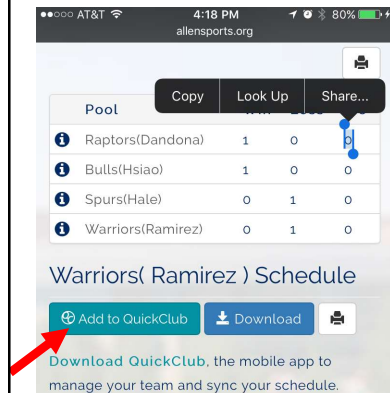 AT&T 4:18 PM 80%
allensports.org
Copy Look Up Share...
Pool
Raptors(Dandona) 1 0 0
Bulls(Hsiao) 1 0 0
Spurs(Hale) 0 1 0
Warriors(Ramirez) 0 1 0
Warriors( Ramirez ) Schedule
Add to QuickClub Download
Download QuickClub, the mobile app to
manage your team and sync your schedule.